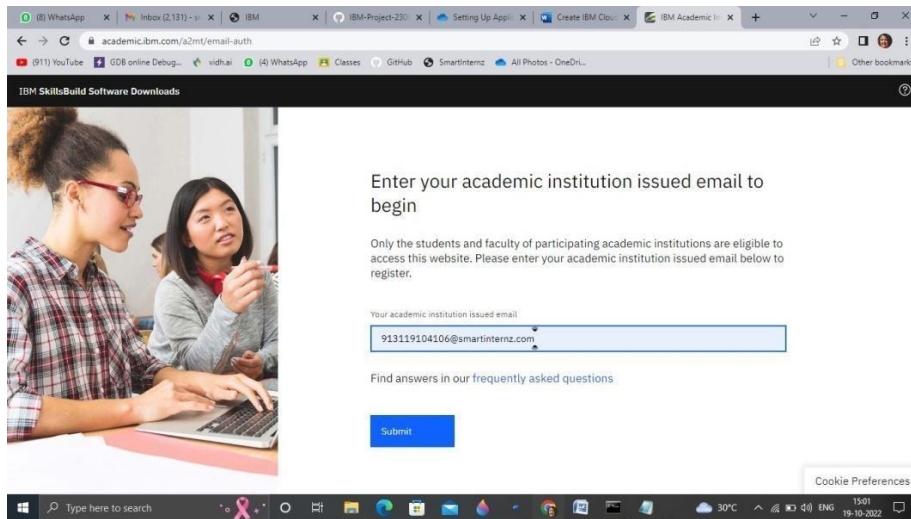 (8) WhatsApp
Inbox (2,131) - s
IBM
IBM-Project-230
Setting Up Appli
Create IBM Clou
IBM Academic In
academic.ibm.com/a2mt/email-auth
(911) YouTube
GDB online Debug...
vidh.ai
(4) WhatsApp
Classes
GitHub
SmartInternz
All Photos - OneDri...
Other bookmark
IBM SkillsBuild Software Downloads
Enter your academic institution issued email to
begin
Only the students and faculty of participating academic institutions are eligible to
access this website. Please enter your academic institution issued email below to
register.
Your academic institution issued email
913119104106@smartinternz.com
Find answers in our frequently asked questions
Submit
Cookie Preferences
Type here to search
30°C
ENG
15:01
19-10-2022